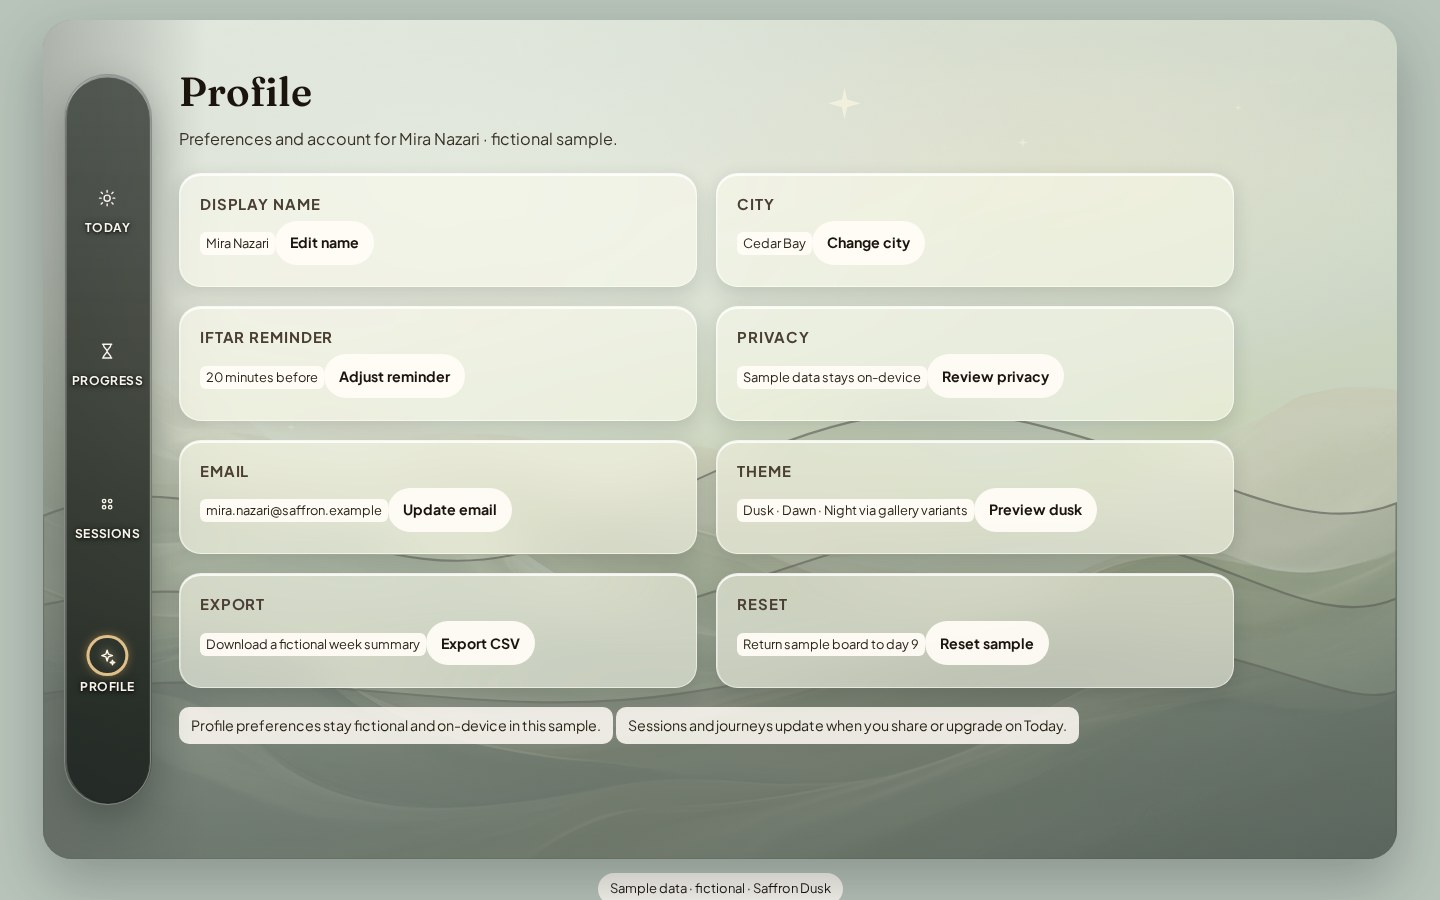 Profile
Preferences and account for Mira Nazari · fictional sample.
TODAY
PROGRESS
SESSIONS
PROFILE
DISPLAY NAME
Mira Nazari
Edit name
CITY
Cedar Bay
Change city
IFTAR REMINDER
20 minutes before
Adjust reminder
PRIVACY
Sample data stays on-device
Review privacy
EMAIL
mira.nazari@saffron.example
Update email
THEME
Dusk · Dawn · Night via gallery variants
Preview dusk
EXPORT
Download a fictional week summary
Export CSV
RESET
Return sample board to day 9
Reset sample
Profile preferences stay fictional and on-device in this sample.
Sessions and journeys update when you share or upgrade on Today.
Sample data · fictional · Saffron Dusk